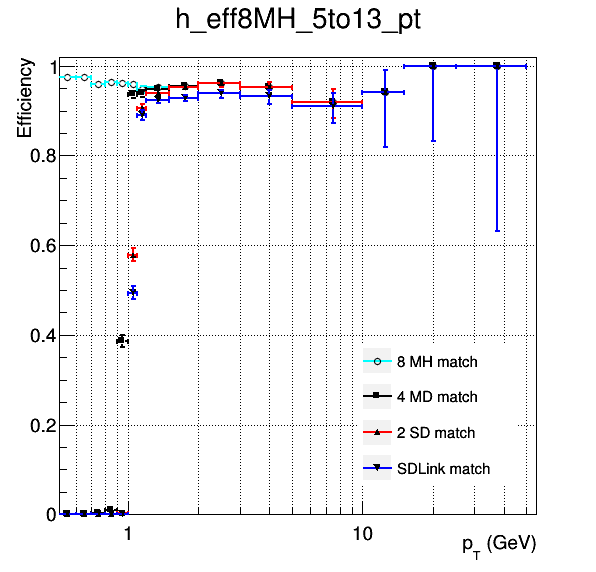 h_eff8MH_5to13_pt
Efficiency
1
0.8
0.6
0.4
0.2
0
8 MH match
4 MD match
2 SD match
SDLink match
1
10
p_T (GeV)